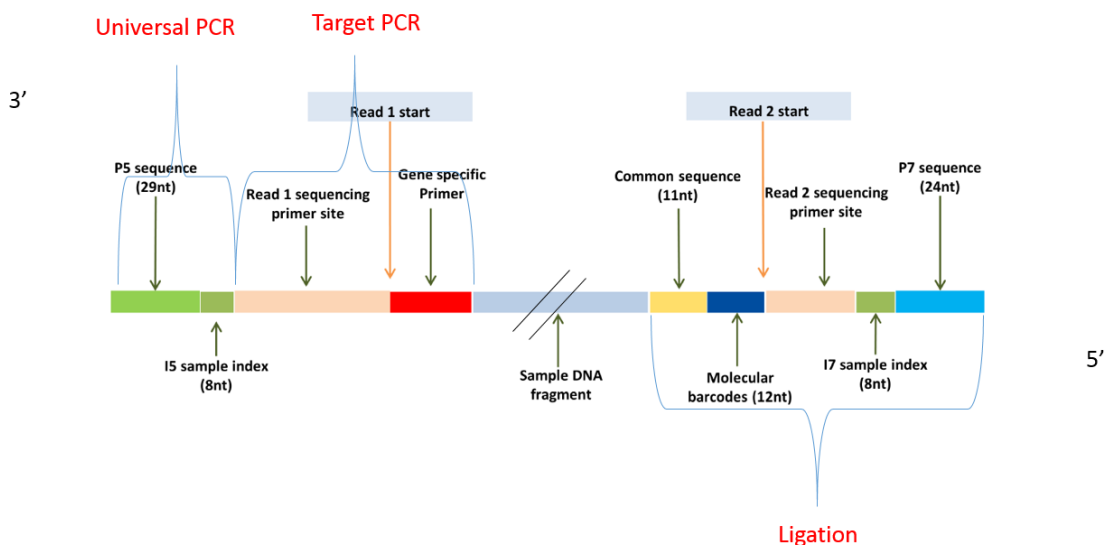 Universal PCR
Target PCR
3’
Read 1 start
Read 2 start
P5 sequence
(29nt)
Read 1 sequencing
primer site
Gene specific
Primer
Common sequence
(11nt)
Read 2 sequencing
primer site
P7 sequence
(24nt)
5’
I5 sample index
(8nt)
Sample DNA
fragment
Molecular
barcodes (12nt)
I7 sample index
(8nt)
Ligation